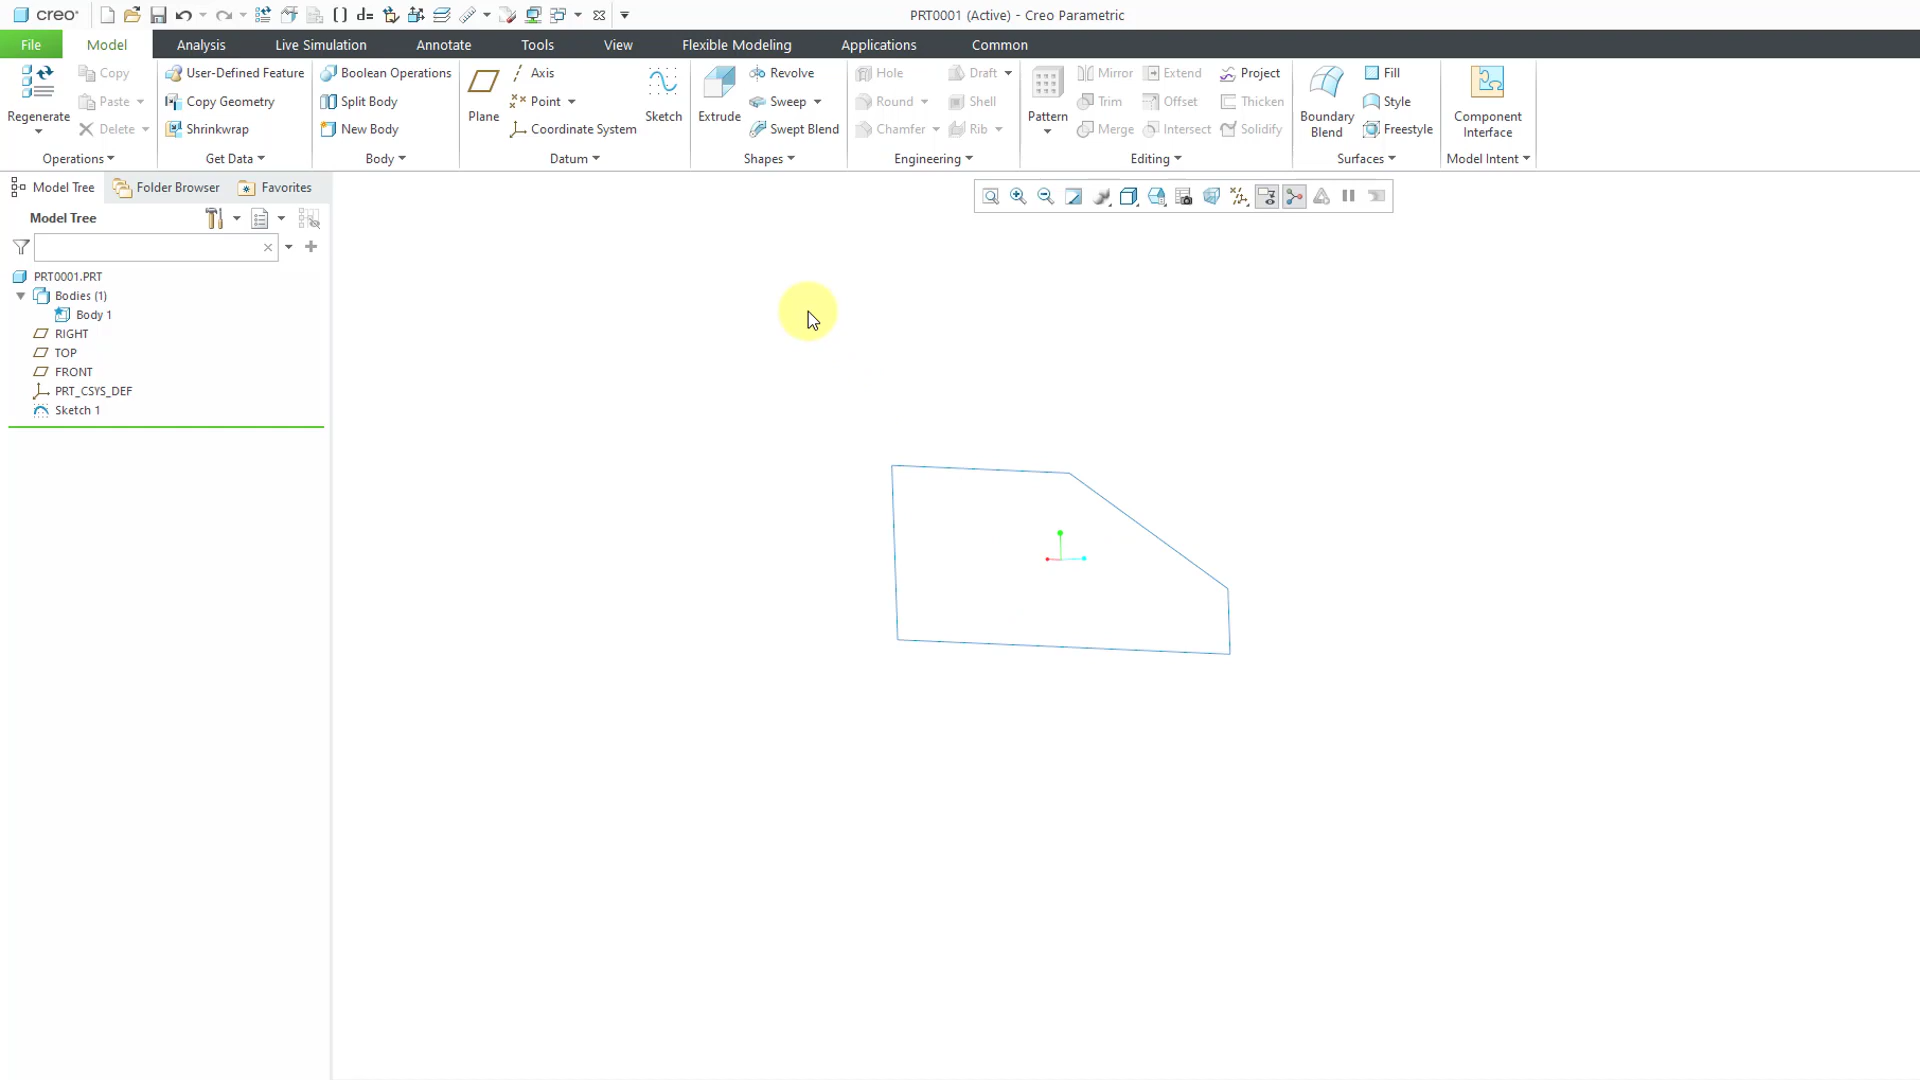 creo
PRT0001 (Active) - Creo Parametric
File
Model
Analysis
Live Simulation
Annotate
Tools
View
Flexible Modeling
Applications
Common
Regenerate
Copy
Paste
Delete
Operations
User-Defined Feature
Copy Geometry
Shrinkwrap
Get Data
Boolean Operations
Split Body
New Body
Body
Plane
Axis
Point
Coordinate System
Sketch
Datum
Extrude
Revolve
Sweep
Swept Blend
Shapes
Hole
Round
Chamfer
Draft
Shell
Rib
Engineering
Pattern
Mirror
Trim
Merge
Extend
Offset
Intersect
Project
Thicken
Solidify
Editing
Boundary
Blend
Fill
Style
Freestyle
Surfaces
Component
Interface
Model Intent
Model Tree
Folder Browser
Favorites
Model Tree
PRT0001.PRT
Bodies (1)
Body 1
RIGHT
TOP
FRONT
PRT_CSYS_DEF
Sketch 1